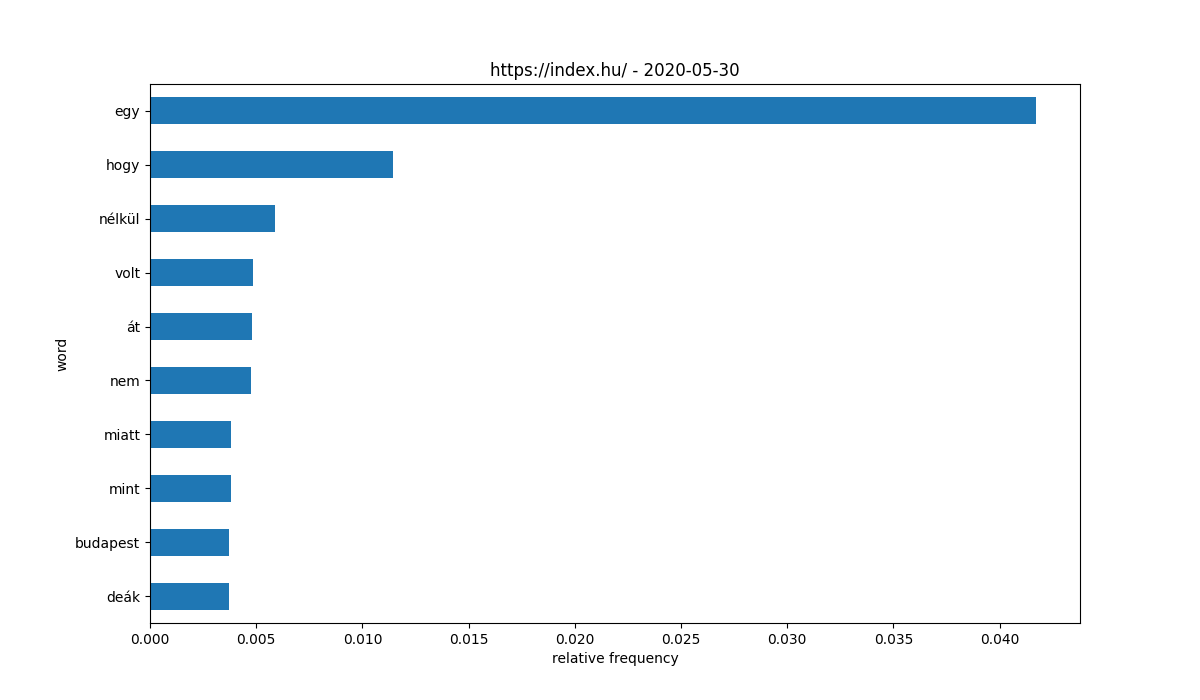 https://index.hu/ - 2020-05-30
egy
hogy
nélkül
volt
át
nem
miatt
mint
budapest
deák
word
0.000 0.005 0.010 0.015 0.020 0.025 0.030 0.035 0.040
relative frequency